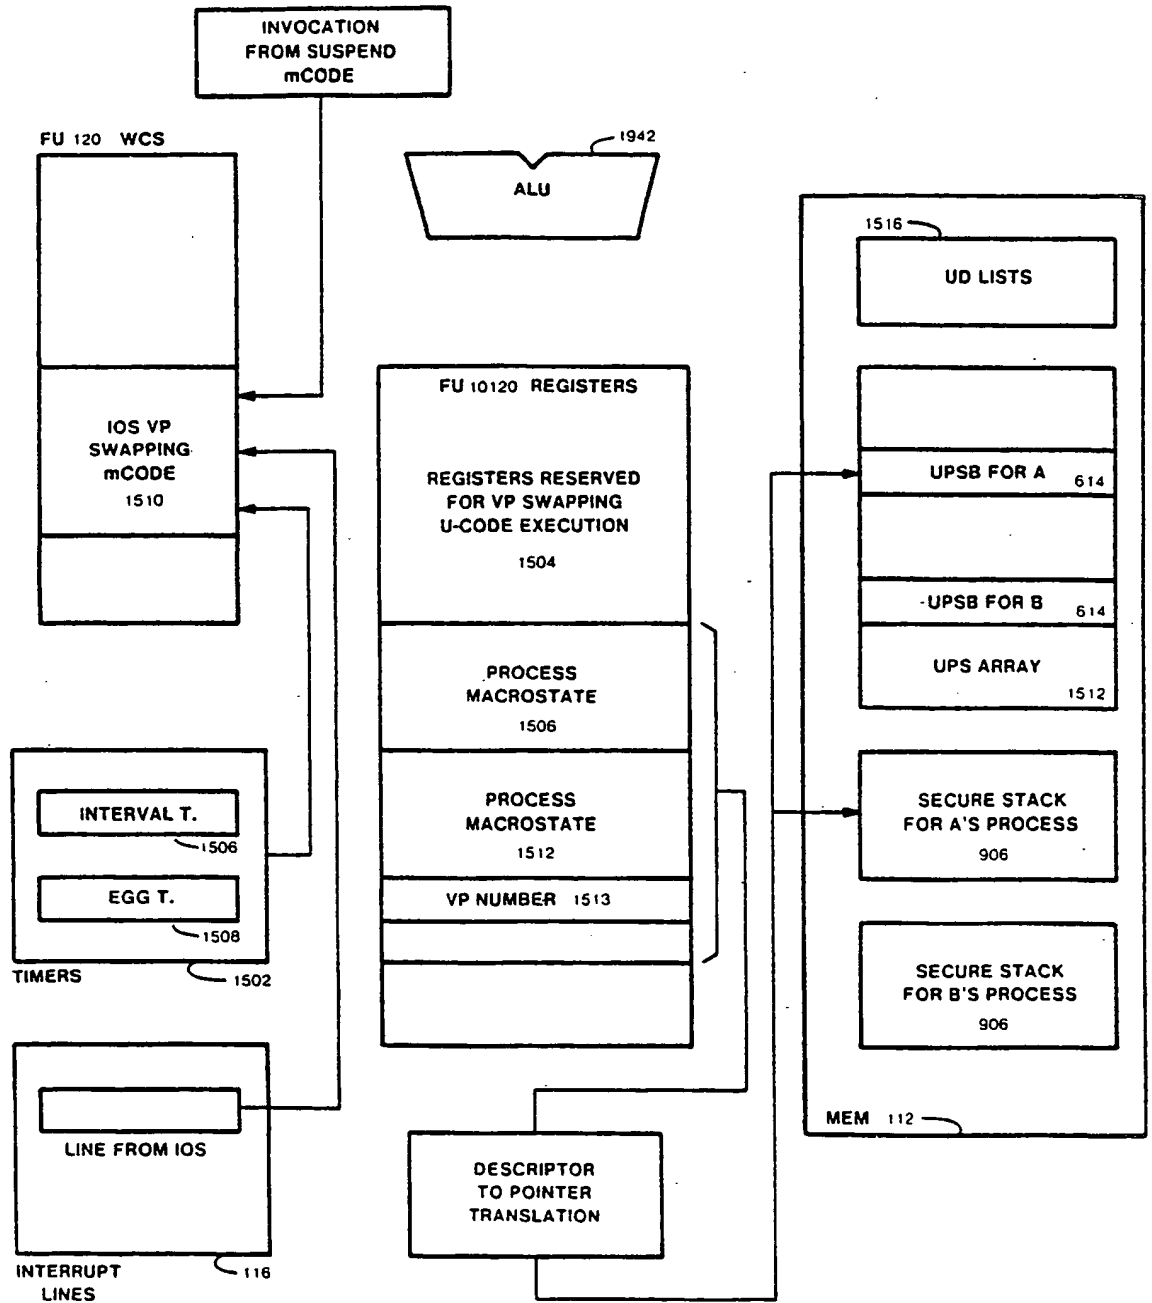 INVOCATION
FROM SUSPEND
mCODE
FU 120 WCS
IOS VP
SWAPPING
mCODE
1510
1942
ALU
FU 10120 REGISTERS
REGISTERS RESERVED
FOR VP SWAPPING
U-CODE EXECUTION
1504
PROCESS
MACROSTATE
1506
PROCESS
MACROSTATE
1512
VP NUMBER 1513
1516
UD LISTS
UPSB FOR A 614
UPSB FOR B 614
UPS ARRAY
1512
SECURE STACK
FOR A'S PROCESS
906
SECURE STACK
FOR B'S PROCESS
906
MEM 112
INTERVAL T.
1506
EGG T.
1508
TIMERS
1502
LINE FROM IOS
INTERRUPT
LINES
116
DESCRIPTOR
TO POINTER
TRANSLATION